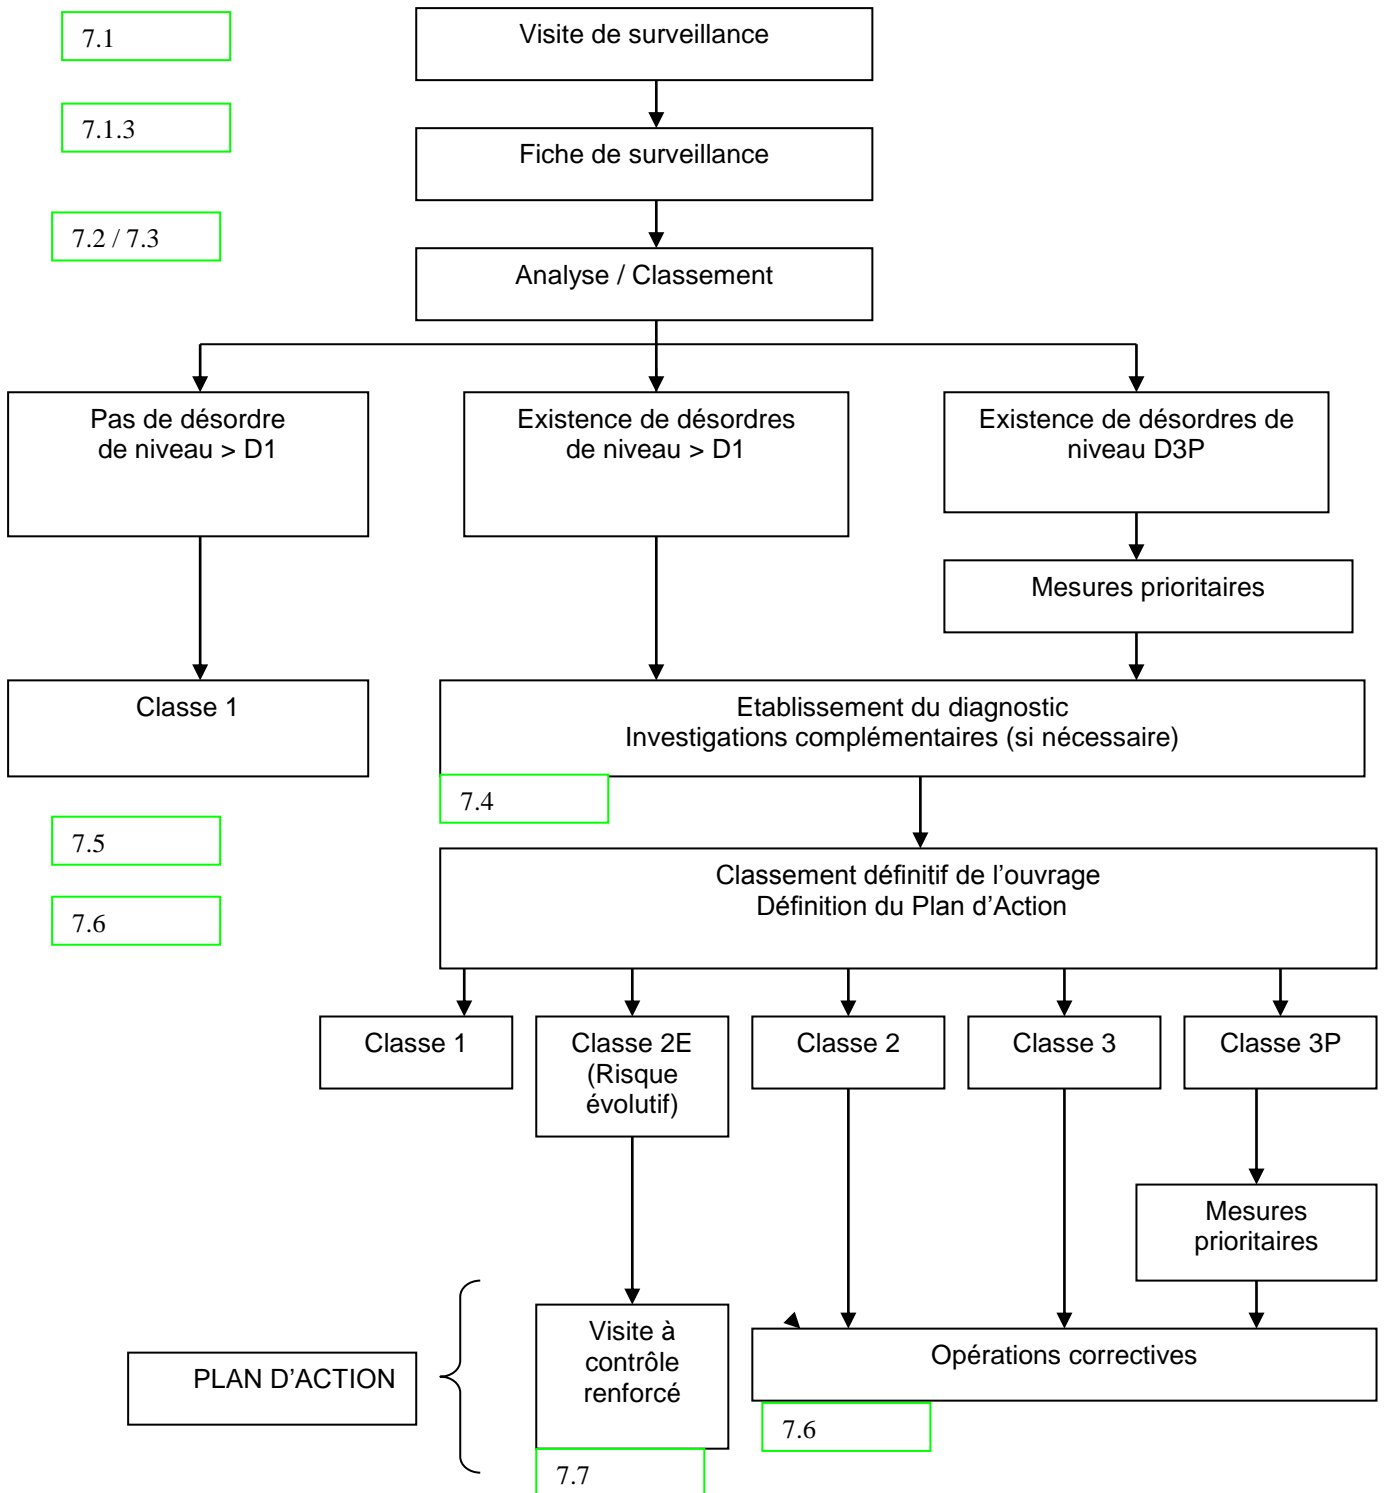 7.1
Visite de surveillance
7.1.3
Fiche de surveillance
7.2 / 7.3
Analyse / Classement
Pas de désordre
de niveau > D1
Existence de désordres
de niveau > D1
Existence de désordres de
niveau D3P
Mesures prioritaires
Classe 1
Etablissement du diagnostic
Investigations complémentaires (si nécessaire)
7.4
7.5
Classement définitif de l’ouvrage
Définition du Plan d’Action
7.6
Classe 1
Classe 2E
(Risque
évolutif)
Classe 2
Classe 3
Classe 3P
Mesures
prioritaires
PLAN D’ACTION
Visite à
contrôle
renforcé
Opérations correctives
7.6
7.7